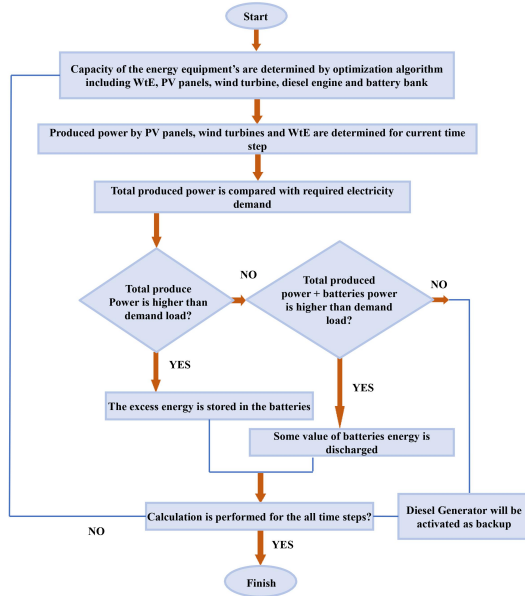 Start
Capacity of the energy equipment's are determined by optimization algorithm
including WtE, PV panels, wind turbine, diesel engine and battery bank
Produced power by PV panels, wind turbines and WtE are determined for current time
step
Total produced power is compared with required electricity
demand
Total produce
Power is higher than
demand load?
NO
Total produced
power + batteries power
is higher than demand
load?
NO
YES
YES
The excess energy is stored in the batteries
Some value of batteries energy is
discharged
Calculation is performed for the all time steps?
Diesel Generator will be
activated as backup
NO
YES
Finish